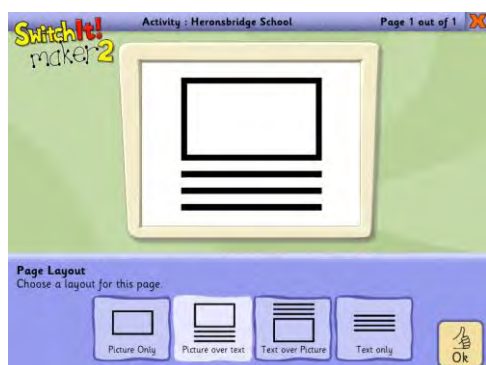 Activity : Heronsbridge School
Page 1 out of 1
SwitchIt!
maker2
Page Layout
Choose a layout for this page.
Picture Only
Picture over text
Text over Picture
Text only
Ok